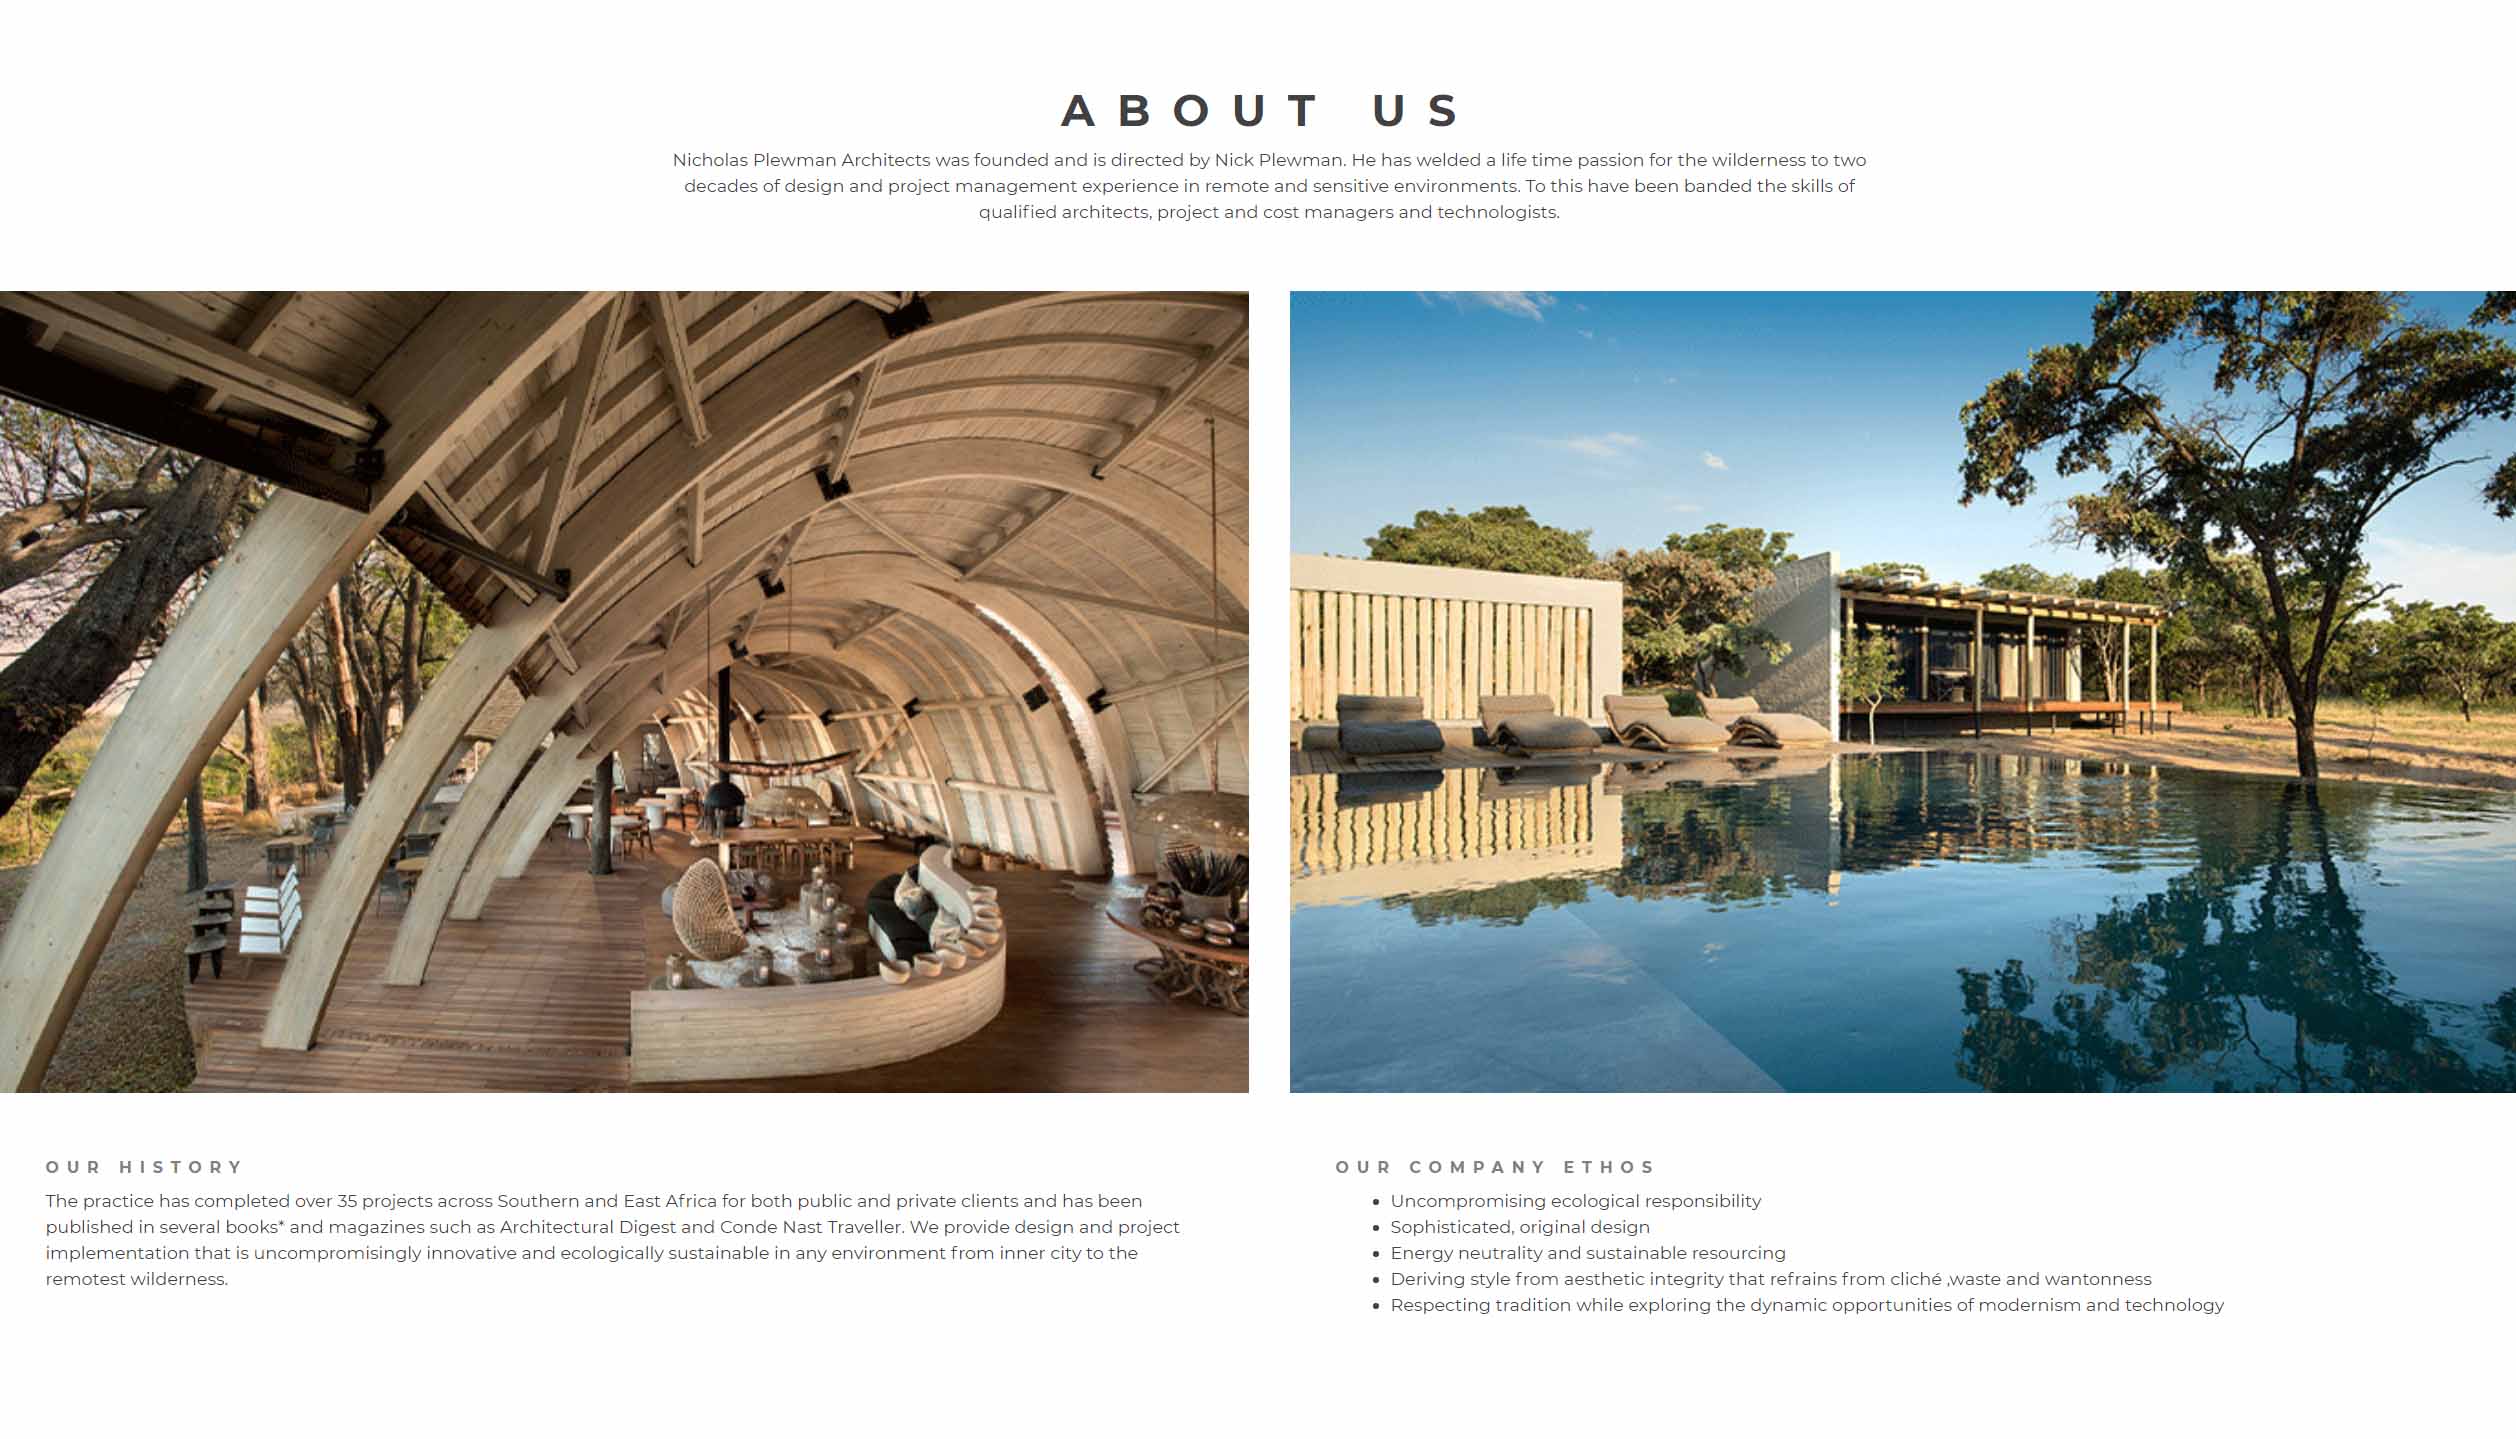 ABOUT US
Nicholas Plewman Architects was founded and is directed by Nick Plewman. He has welded a life time passion for the wilderness to two
decades of design and project management experience in remote and sensitive environments. To this have been banded the skills of
qualified architects, project and cost managers and technologists.
OUR HISTORY
The practice has completed over 35 projects across Southern and East Africa for both public and private clients and has been
published in several books* and magazines such as Architectural Digest and Conde Nast Traveller. We provide design and project
implementation that is uncompromisingly innovative and ecologically sustainable in any environment from inner city to the
remotest wilderness.
OUR COMPANY ETHOS
• Uncompromising ecological responsibility
• Sophisticated, original design
• Energy neutrality and sustainable resourcing
• Deriving style from aesthetic integrity that refrains from cliché ,waste and wantonness
• Respecting tradition while exploring the dynamic opportunities of modernism and technology